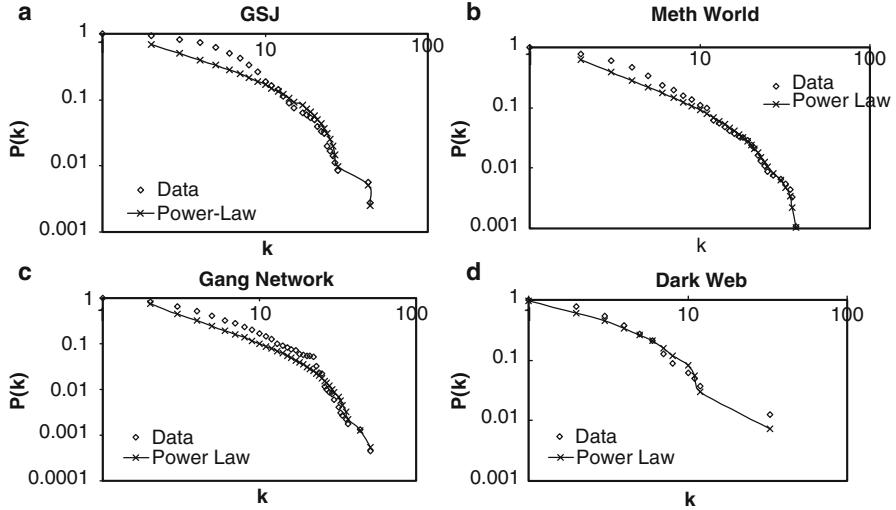 a
GSJ
1
10
100
0.1
0.01
0.001
P(k)
Data
Power-Law
k
b
Meth World
1
10
100
0.1
0.01
0.001
P(k)
Data
Power Law
k
c
Gang Network
1
10
100
0.1
0.01
0.001
0.0001
P(k)
Data
Power Law
k
d
Dark Web
1
10
100
0.1
0.01
0.001
P(k)
Data
Power Law
k